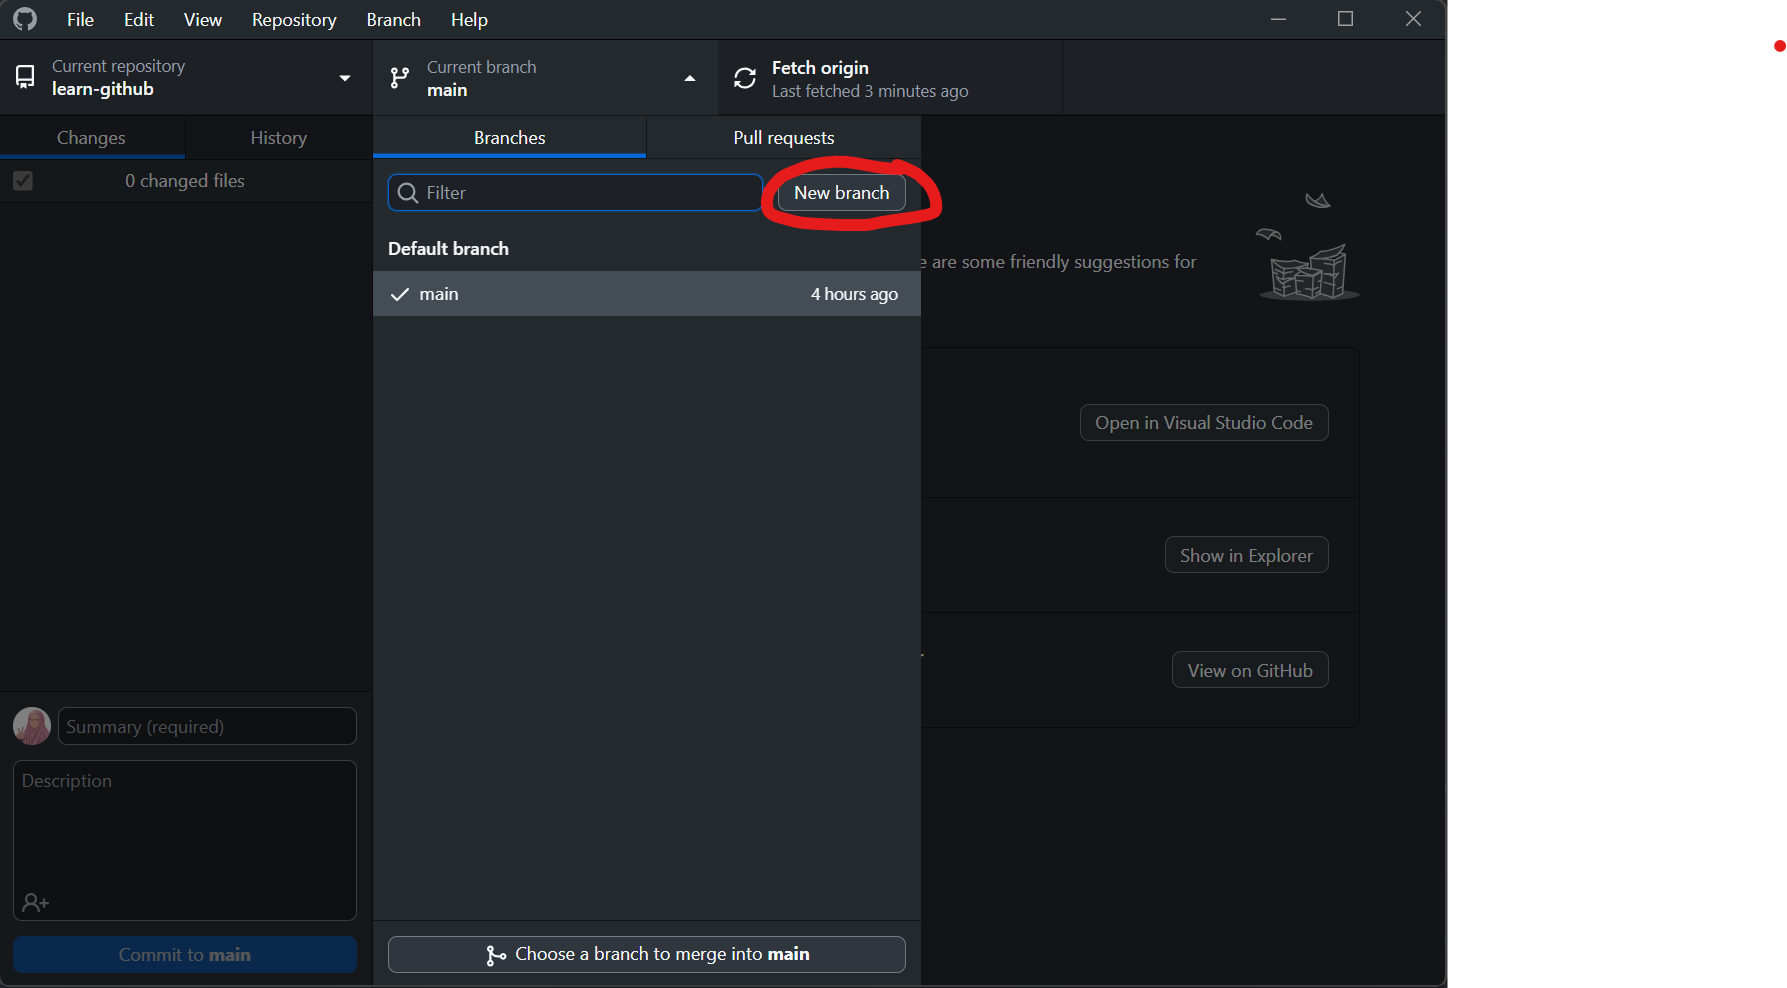 File Edit View Repository Branch Help
Current repository
learn-github
Current branch
main
Fetch origin
Last fetched 3 minutes ago
Changes History
0 changed files
Branches Pull requests
Filter
New branch
Default branch
main 4 hours ago
are some friendly suggestions for
Open in Visual Studio Code
Show in Explorer
View on GitHub
Summary (required)
Description
Commit to main
Choose a branch to merge into main